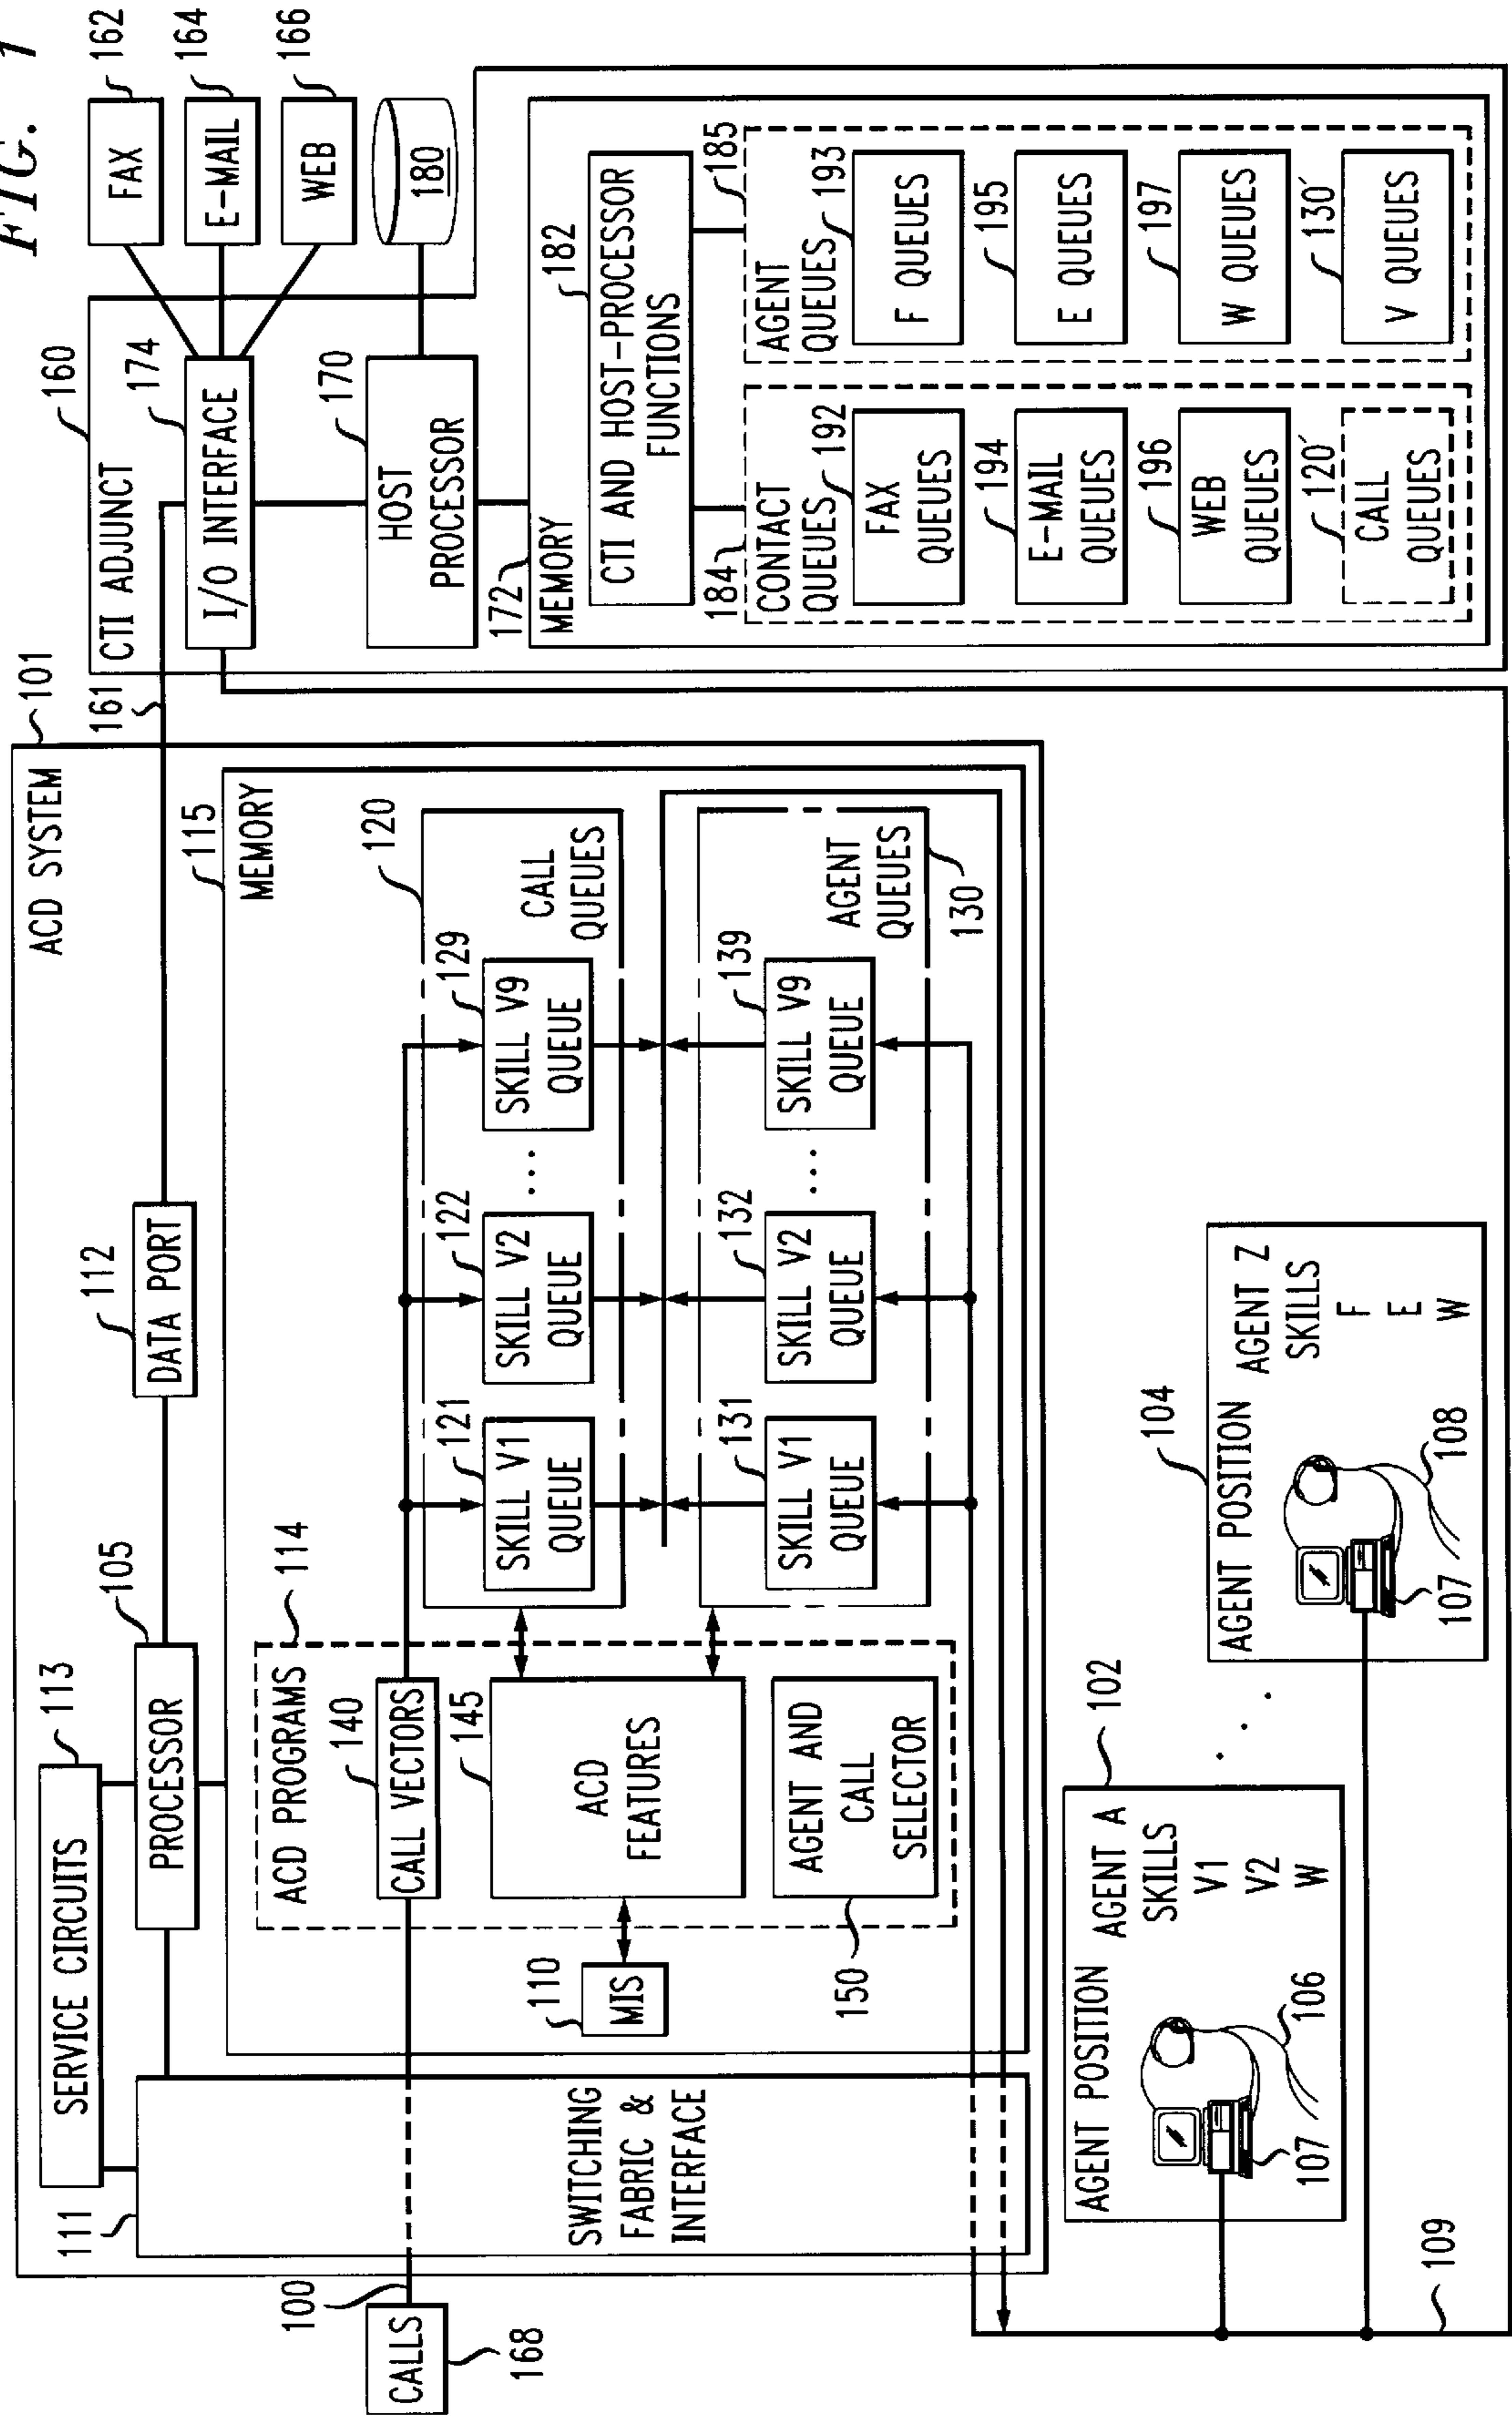 FIG. 1
ACD SYSTEM
101
SERVICE CIRCUITS
113
111
PROCESSOR
105
DATA PORT
112
161
SWITCHING
FABRIC &
INTERFACE
CALLS
168
100
115
MEMORY
ACD PROGRAMS
114
CALL VECTORS
140
ACD
FEATURES
145
AGENT AND
CALL
SELECTOR
150
MIS
110
120
CALL
QUEUES
SKILL V1
QUEUE
121
SKILL V2
QUEUE
122
...
SKILL V9
QUEUE
129
AGENT
QUEUES
130
SKILL V1
QUEUE
131
SKILL V2
QUEUE
132
...
SKILL V9
QUEUE
139
CTI ADJUNCT
160
I/O INTERFACE
174
HOST
PROCESSOR
170
FAX
162
E-MAIL
164
WEB
166
180
172
MEMORY
CTI AND HOST-PROCESSOR
FUNCTIONS
182
184
CONTACT
QUEUES
FAX
QUEUES
192
E-MAIL
QUEUES
194
WEB
QUEUES
196
CALL
QUEUES
120'
185
AGENT
QUEUES
F QUEUES
193
E QUEUES
195
W QUEUES
197
V QUEUES
130'
102
AGENT POSITION
AGENT A
SKILLS
V1
V2
W
107
106
. . .
104
AGENT POSITION
AGENT Z
SKILLS
F
E
W
107
108
109